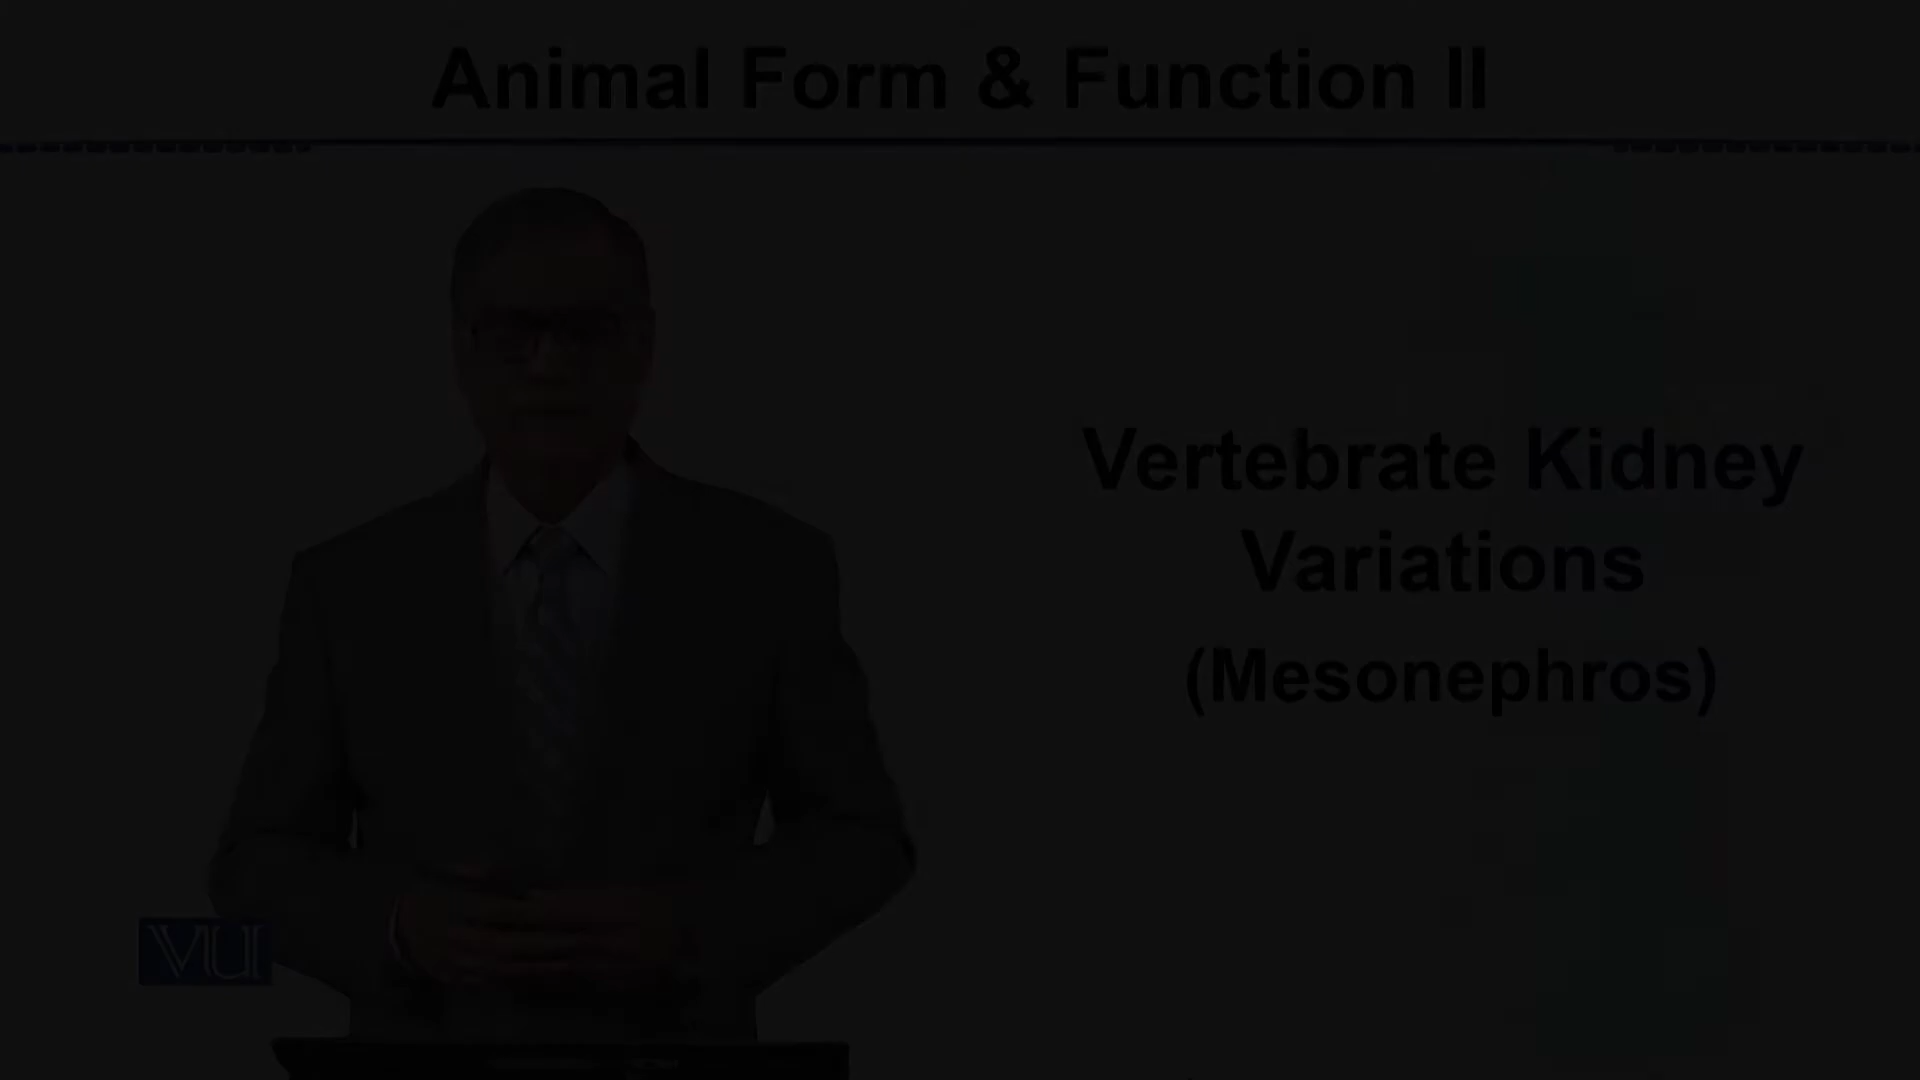 Animal Form & Function II
Vertebrate Kidney
Variations
(Mesonephros)
VU